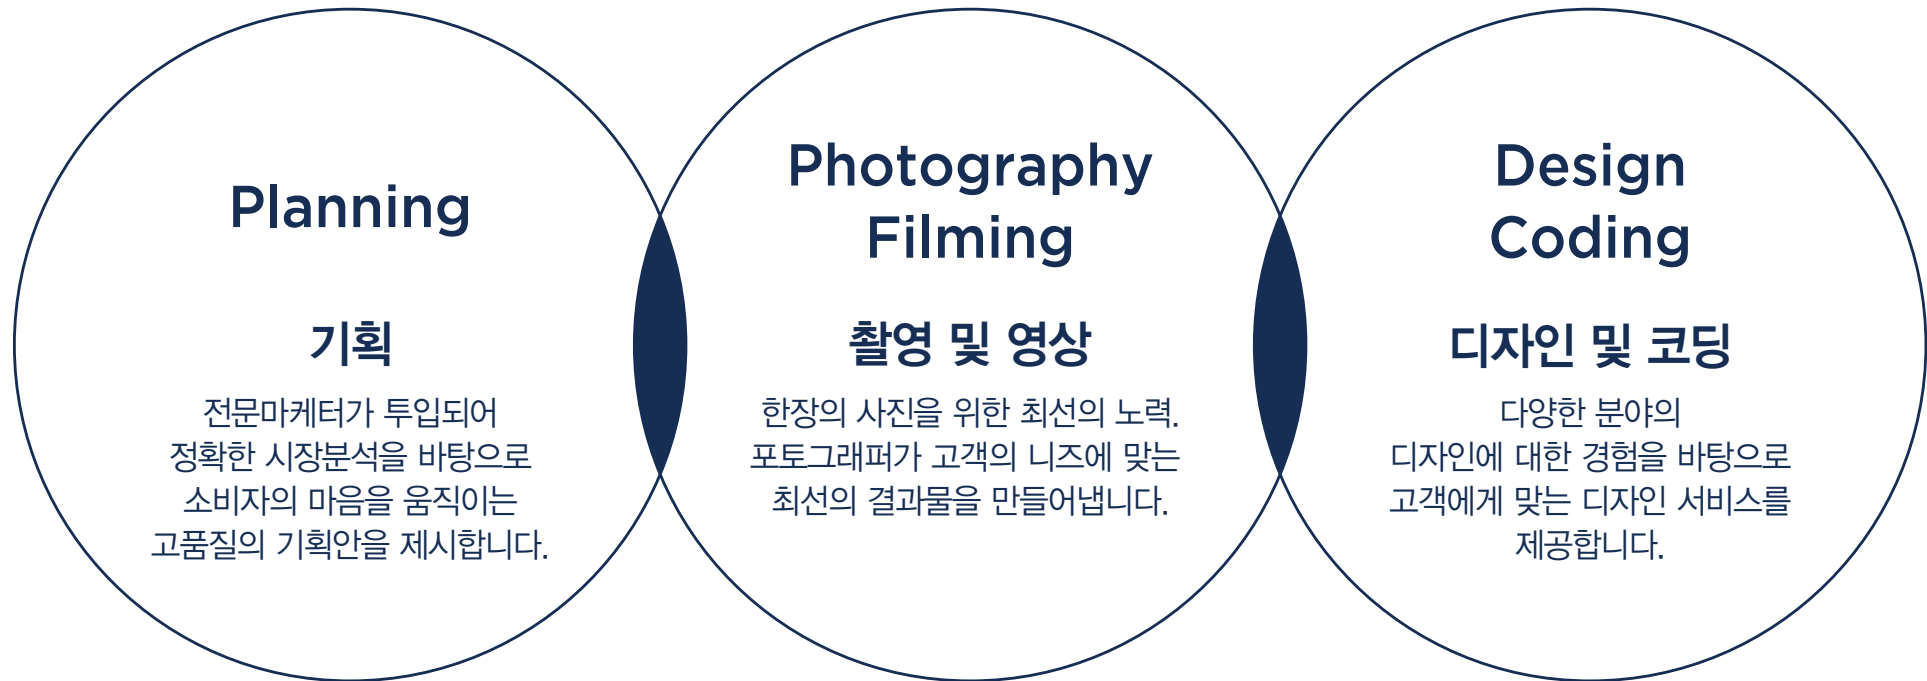 Planning
기획
전문마케터가 투입되어
정확한 시장분석을 바탕으로
소비자의 마음을 움직이는
고품질의 기획안을 제시합니다.
Photography
Filming
촬영 및 영상
한장의 사진을 위한 최선의 노력.
포토그래퍼가 고객의 니즈에 맞는
최선의 결과물을 만들어냅니다.
Design
Coding
디자인 및 코딩
다양한 분야의
디자인에 대한 경험을 바탕으로
고객에게 맞는 디자인 서비스를
제공합니다.